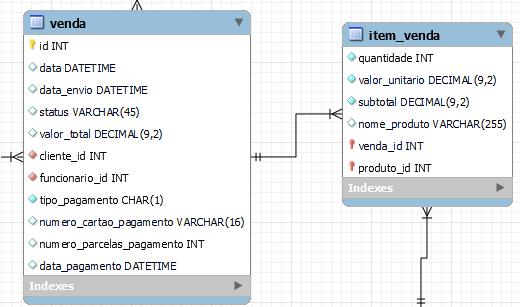 venda
id INT
data DATETIME
data_envio DATETIME
status VARCHAR(45)
valor_total DECIMAL(9,2)
cliente_id INT
funcionario_id INT
tipo_pagamento CHAR(1)
numero_cartao_pagamento VARCHAR(16)
numero_parcelas_pagamento INT
data_pagamento DATETIME
Indexes
item_venda
quantidade INT
valor_unitario DECIMAL(9,2)
subtotal DECIMAL(9,2)
nome_produto VARCHAR(255)
venda_id INT
produto_id INT
Indexes